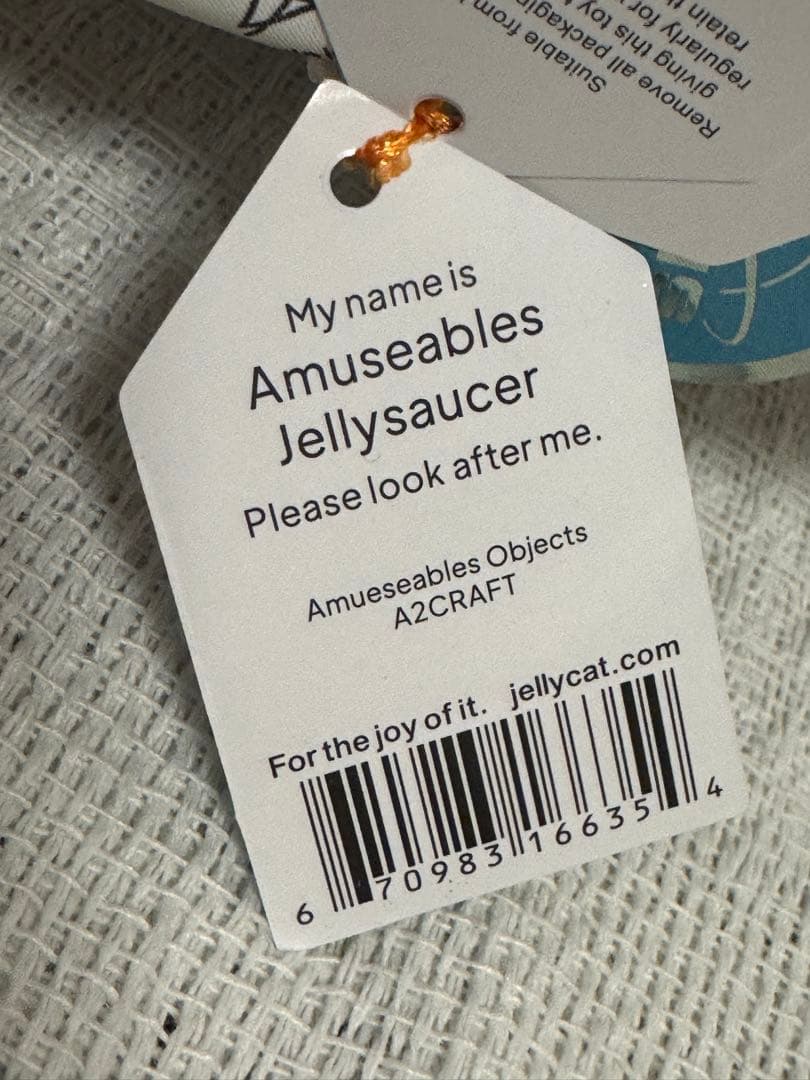 My name is
Amuseables
Jellysaucer
Please look after me.
Amueseables Objects
A2CRAFT
For the joy of it. jellycat.com
6 70983 16635 4
Suitable from
Remove all packagin
giving this toy
regularly for
retain